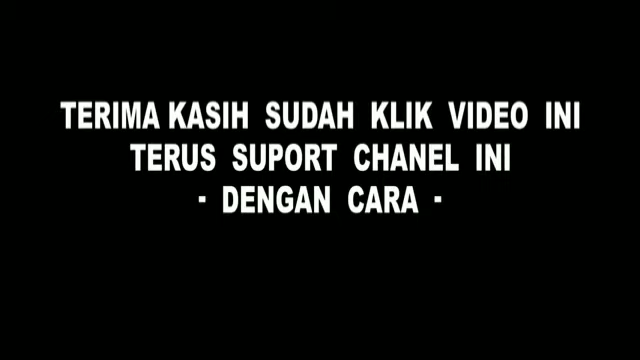 TERIMA KASIH SUDAH KLIK VIDEO INI
TERUS SUPORT CHANEL INI
- DENGAN CARA -